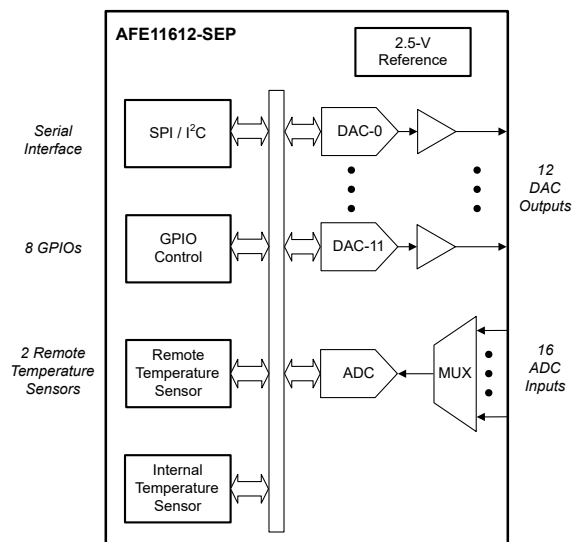 AFE11612-SEP
2.5-V
Reference
Serial
Interface
SPI / I²C
DAC-0
12
DAC
Outputs
8 GPIOs
GPIO
Control
DAC-11
2 Remote
Temperature
Sensors
Remote
Temperature
Sensor
ADC
MUX
16
ADC
Inputs
Internal
Temperature
Sensor